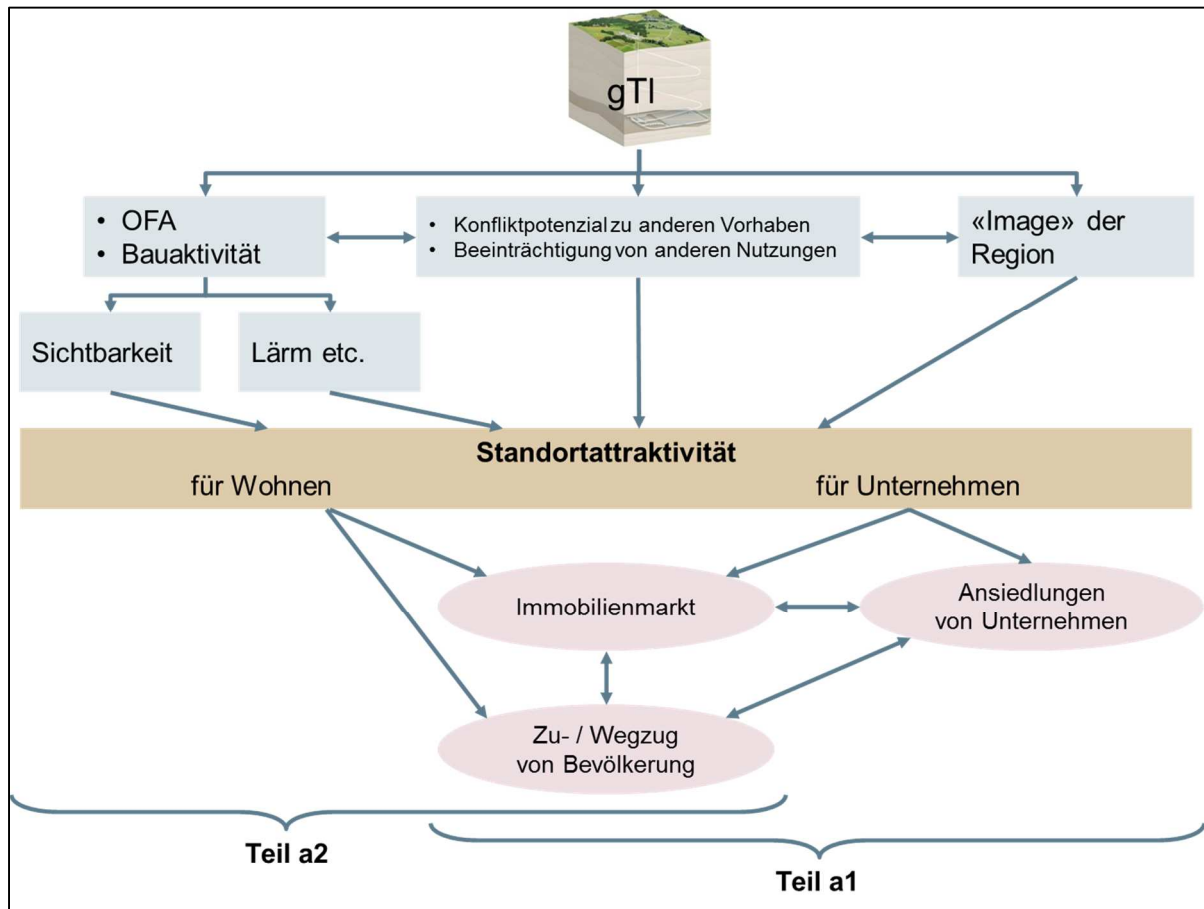 gTl
• OFA
• Bauaktivität
• Konfliktpotenzial zu anderen Vorhaben
• Beeinträchtigung von anderen Nutzungen
«Image» der
Region
Sichtbarkeit
Lärm etc.
Standortattraktivität
für Wohnen
für Unternehmen
Immobilienmarkt
Ansiedlungen
von Unternehmen
Zu- / Wegzug
von Bevölkerung
Teil a2
Teil a1